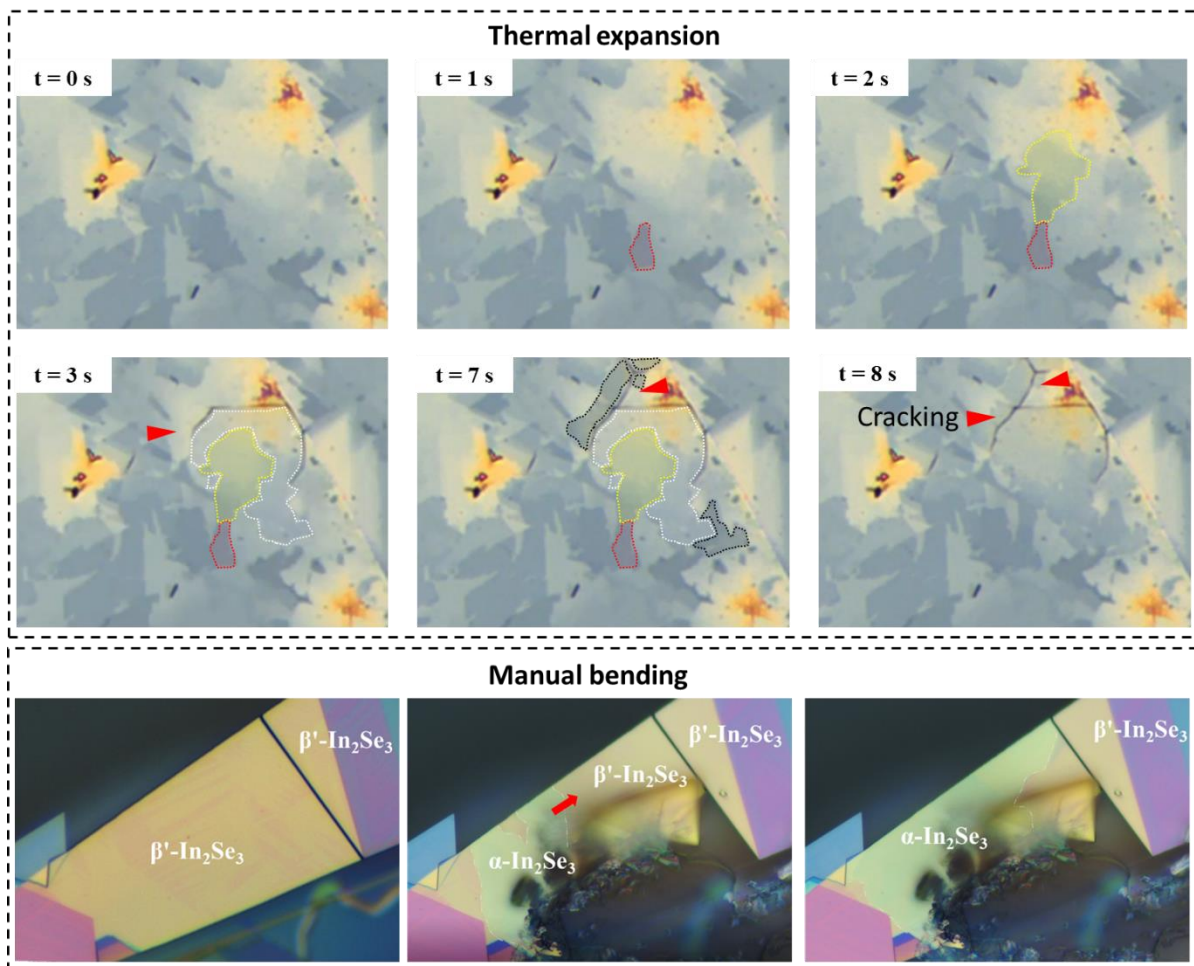 Thermal expansion
t = 0 s
t = 1 s
t = 2 s
t = 3 s
t = 7 s
t = 8 s
Cracking
Manual bending
β'-In₂Se₃
β'-In₂Se₃
β'-In₂Se₃
β'-In₂Se₃
α-In₂Se₃
β'-In₂Se₃
α-In₂Se₃